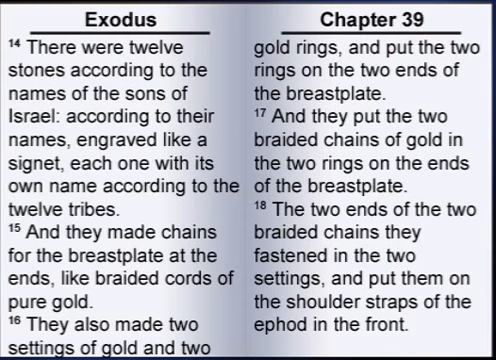 Exodus
14 There were twelve
stones according to the
names of the sons of
Israel: according to their
names, engraved like a
signet, each one with its
own name according to the
twelve tribes.
15 And they made chains
for the breastplate at the
ends, like braided cords of
pure gold.
16 They also made two
settings of gold and two
Chapter 39
gold rings, and put the two
rings on the two ends of
the breastplate.
17 And they put the two
braided chains of gold in
the two rings on the ends
of the breastplate.
18 The two ends of the two
braided chains they
fastened in the two
settings, and put them on
the shoulder straps of the
ephod in the front.